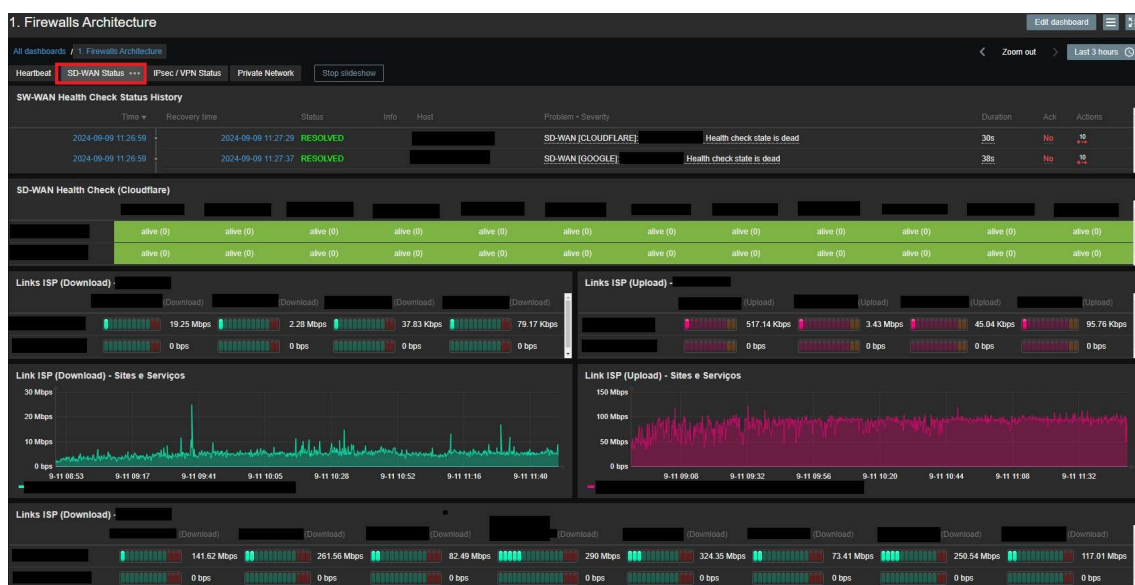 1. Firewalls Architecture
Edit dashboard
All dashboards / 1. Firewalls Architecture
Zoom out
Last 3 hours
Heartbeat SD-WAN Status IPsec / VPN Status Private Network Stop slideshow
SW-WAN Health Check Status History
Time Recovery time Status Info Host Problem • Severity Duration Ack Actions
2024-09-09 11:26:59 2024-09-09 11:27:29 RESOLVED SD-WAN [CLOUDFLARE]: Health check state is dead 30s No 10
2024-09-09 11:26:59 2024-09-09 11:27:37 RESOLVED SD-WAN [GOOGLE]: Health check state is dead 38s No 10
SD-WAN Health Check (Cloudflare)
alive (0) alive (0) alive (0) alive (0) alive (0) alive (0) alive (0) alive (0) alive (0) alive (0) alive (0) alive (0)
alive (0) alive (0) alive (0) alive (0) alive (0) alive (0) alive (0) alive (0) alive (0) alive (0) alive (0) alive (0)
Links ISP (Download) -
(Download) (Download) (Download) (Download)
19.25 Mbps 2.28 Mbps 37.83 Kbps 79.17 Kbps
0 bps 0 bps 0 bps 0 bps
Links ISP (Upload) -
(Upload) (Upload) (Upload) (Upload)
517.14 Kbps 3.43 Mbps 45.04 Kbps 95.76 Kbps
0 bps 0 bps 0 bps 0 bps
Link ISP (Download) - Sites e Serviços
30 Mbps
20 Mbps
10 Mbps
0 bps
9-11 08:53 9-11 09:17 9-11 09:41 9-11 10:05 9-11 10:28 9-11 10:52 9-11 11:16 9-11 11:40
Link ISP (Upload) - Sites e Serviços
150 Mbps
100 Mbps
50 Mbps
0 bps
9-11 09:08 9-11 09:32 9-11 09:56 9-11 10:20 9-11 10:44 9-11 11:08 9-11 11:32
Links ISP (Download) -
(Download) (Download) (Download) (Download) (Download) (Download) (Download) (Download)
141.62 Mbps 261.56 Mbps 82.49 Mbps 290 Mbps 324.35 Mbps 73.41 Mbps 250.54 Mbps 117.01 Mbps
0 bps 0 bps 0 bps 0 bps 0 bps 0 bps 0 bps 0 bps